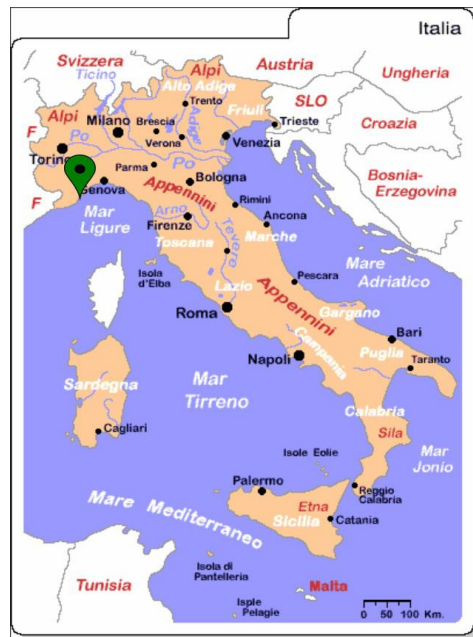 Italia
Svizzera
Alpi
Austria
Ungheria
Ticino
Alto Adige
SLO
Alpi
Trento
Friuli
Croazia
F
Milano
Brescia
Adige
Trieste
Po
Verona
Venezia
Torino
Parma
Po
Bosnia-
Erzegovina
Genova
Appennini
Bologna
F
Mar
Ligure
Arno
Rimini
Firenze
Ancona
Toscana
Tevere
Marche
Isola
d'Elba
Mare
Adriatico
Pescara
Lazio
Appennini
Gargano
Roma
Campania
Bari
Napoli
Puglia
Taranto
Sardegna
Mar
Tirreno
Calabria
Cagliari
Sila
Mar
Jonio
Isole Eolie
Palermo
Reggio
Calabria
Mare Mediterraneo
Etna
Sicilia
Catania
Isola di
Pantelleria
Tunisia
Malta
Isple
Pelagie
0 50 100 Km.